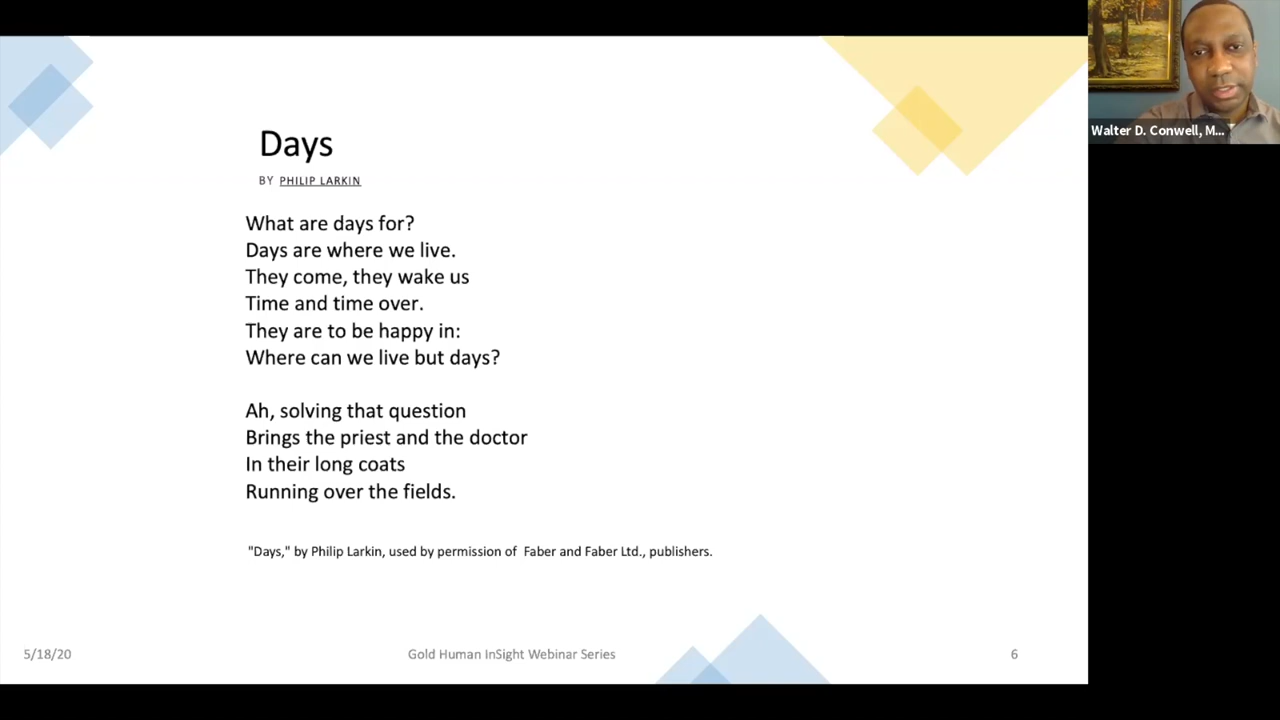 Days
BY PHILIP LARKIN
What are days for?
Days are where we live.
They come, they wake us
Time and time over.
They are to be happy in:
Where can we live but days?
Ah, solving that question
Brings the priest and the doctor
In their long coats
Running over the fields.
"Days," by Philip Larkin, used by permission of  Faber and Faber Ltd., publishers.
5/18/20
Gold Human InSight Webinar Series
6
Walter D. Conwell, M...